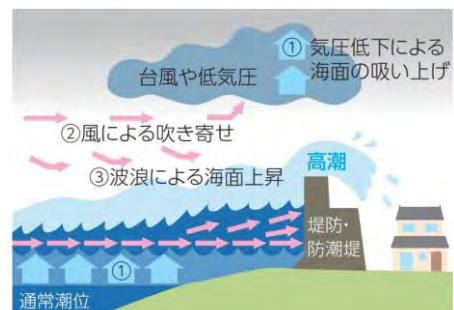 ① 気圧低下による
海面の吸い上げ
台風や低気圧
②風による吹き寄せ
③波浪による海面上昇
高潮
堤防・
防潮堤
①
通常潮位